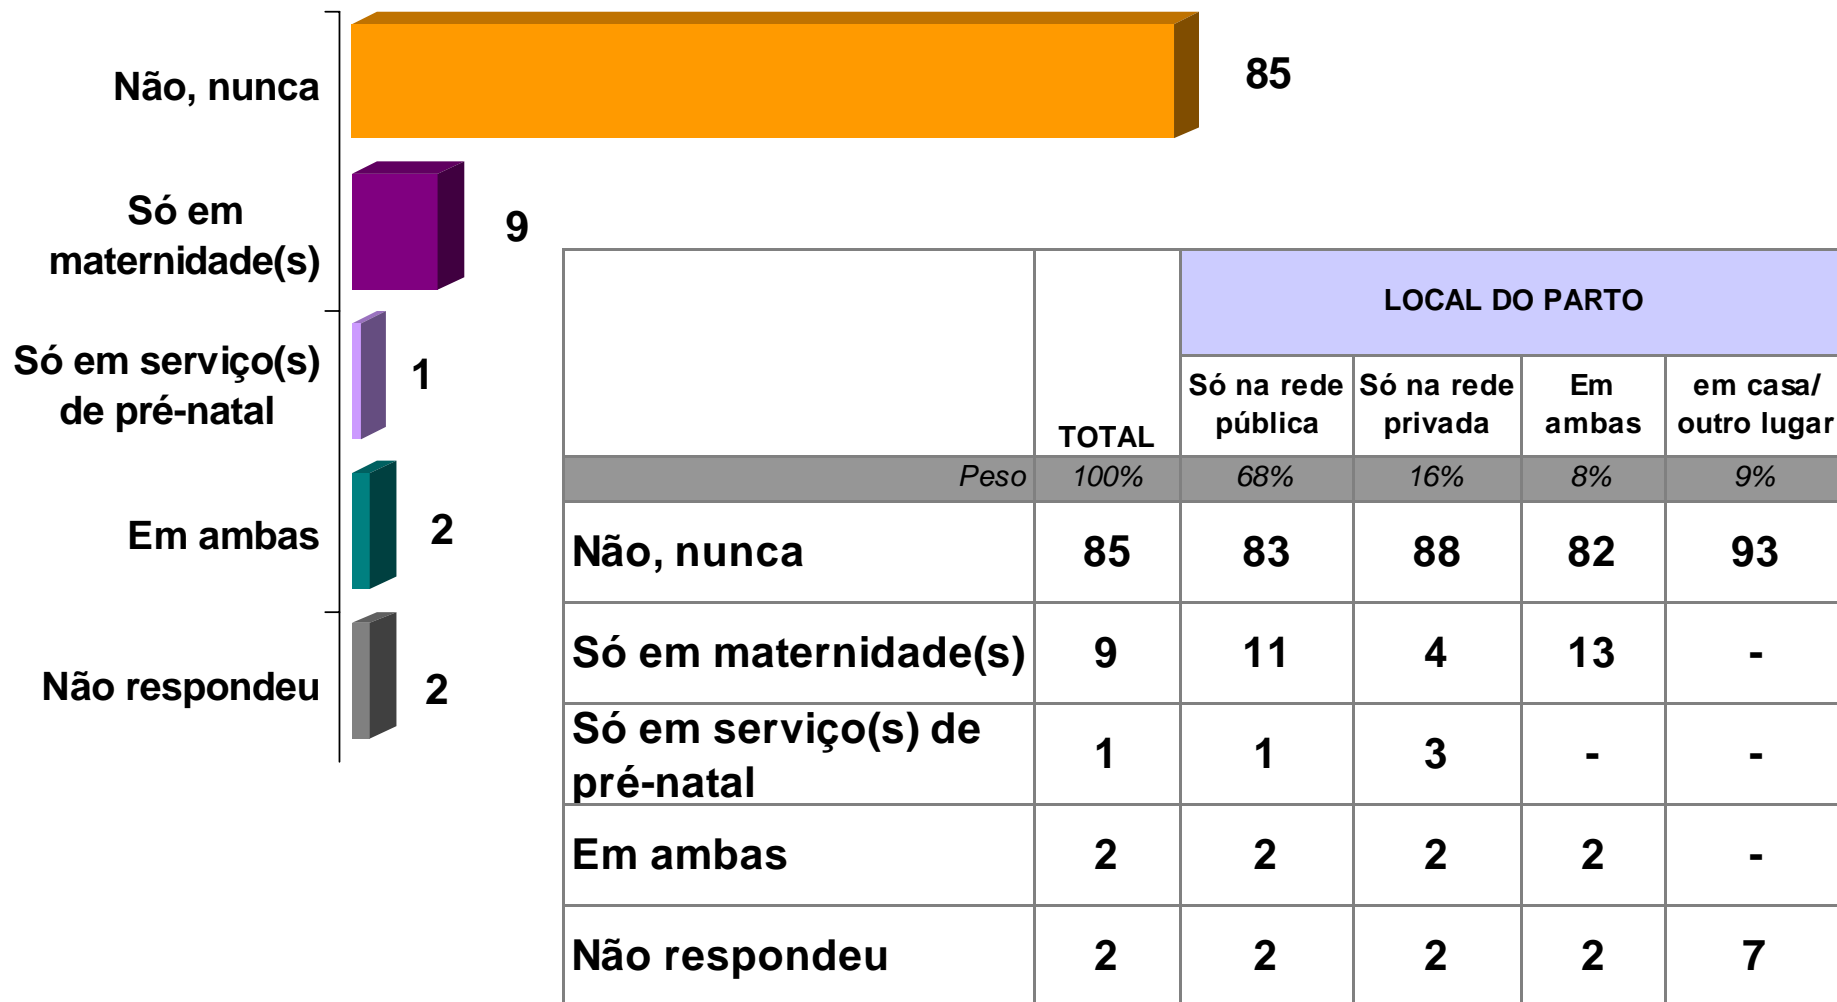 Não, nunca
85
Só em
maternidade(s)
9
Só em serviço(s)
de pré-natal
1
Em ambas
2
Não respondeu
2
LOCAL DO PARTO
TOTAL
Só na rede
pública
Só na rede
privada
Em
ambas
em casa/
outro lugar
Peso 100% 68% 16% 8% 9%
Não, nunca 85 83 88 82 93
Só em maternidade(s) 9 11 4 13 -
Só em serviço(s) de
pré-natal 1 1 3 - -
Em ambas 2 2 2 2 -
Não respondeu 2 2 2 2 7